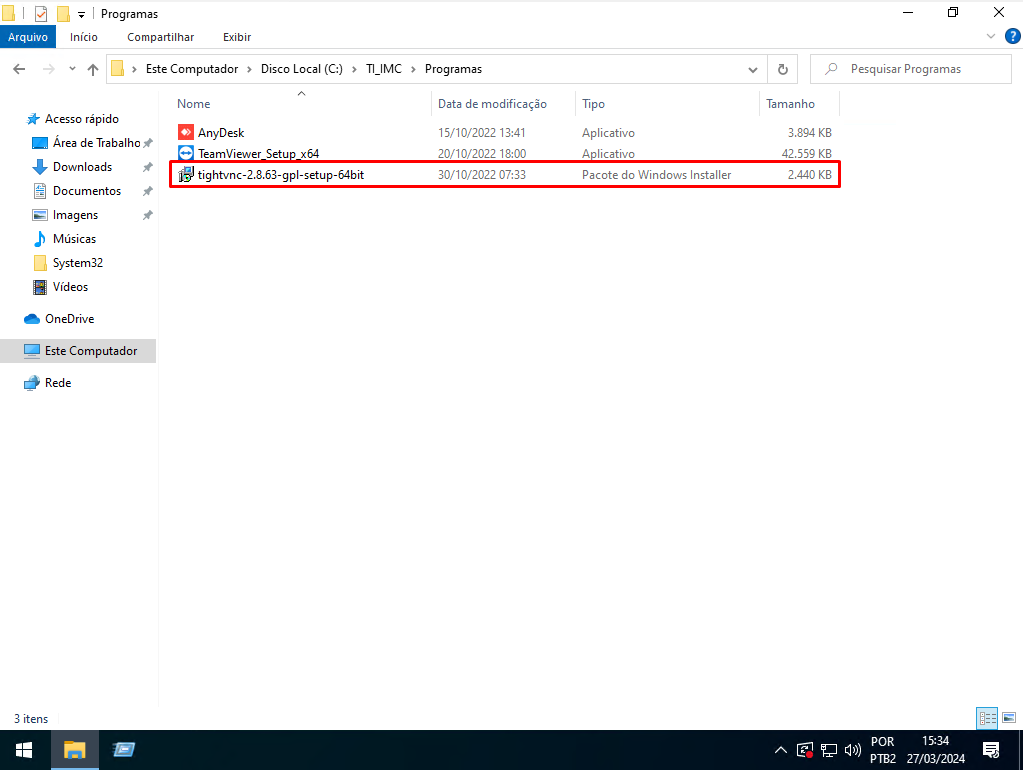 Programas
Arquivo Início Compartilhar Exibir
Este Computador > Disco Local (C:) > TI_IMC > Programas
Pesquisar Programas
Nome Data de modificação Tipo Tamanho
AnyDesk 15/10/2022 13:41 Aplicativo 3.894 KB
TeamViewer_Setup_x64 20/10/2022 18:00 Aplicativo 42.559 KB
tightvnc-2.8.63-gpl-setup-64bit 30/10/2022 07:33 Pacote do Windows Installer 2.440 KB
Acesso rápido
Área de Trabalho
Downloads
Documentos
Imagens
Músicas
System32
Vídeos
OneDrive
Este Computador
Rede
3 itens
POR 15:34
PTB2 27/03/2024